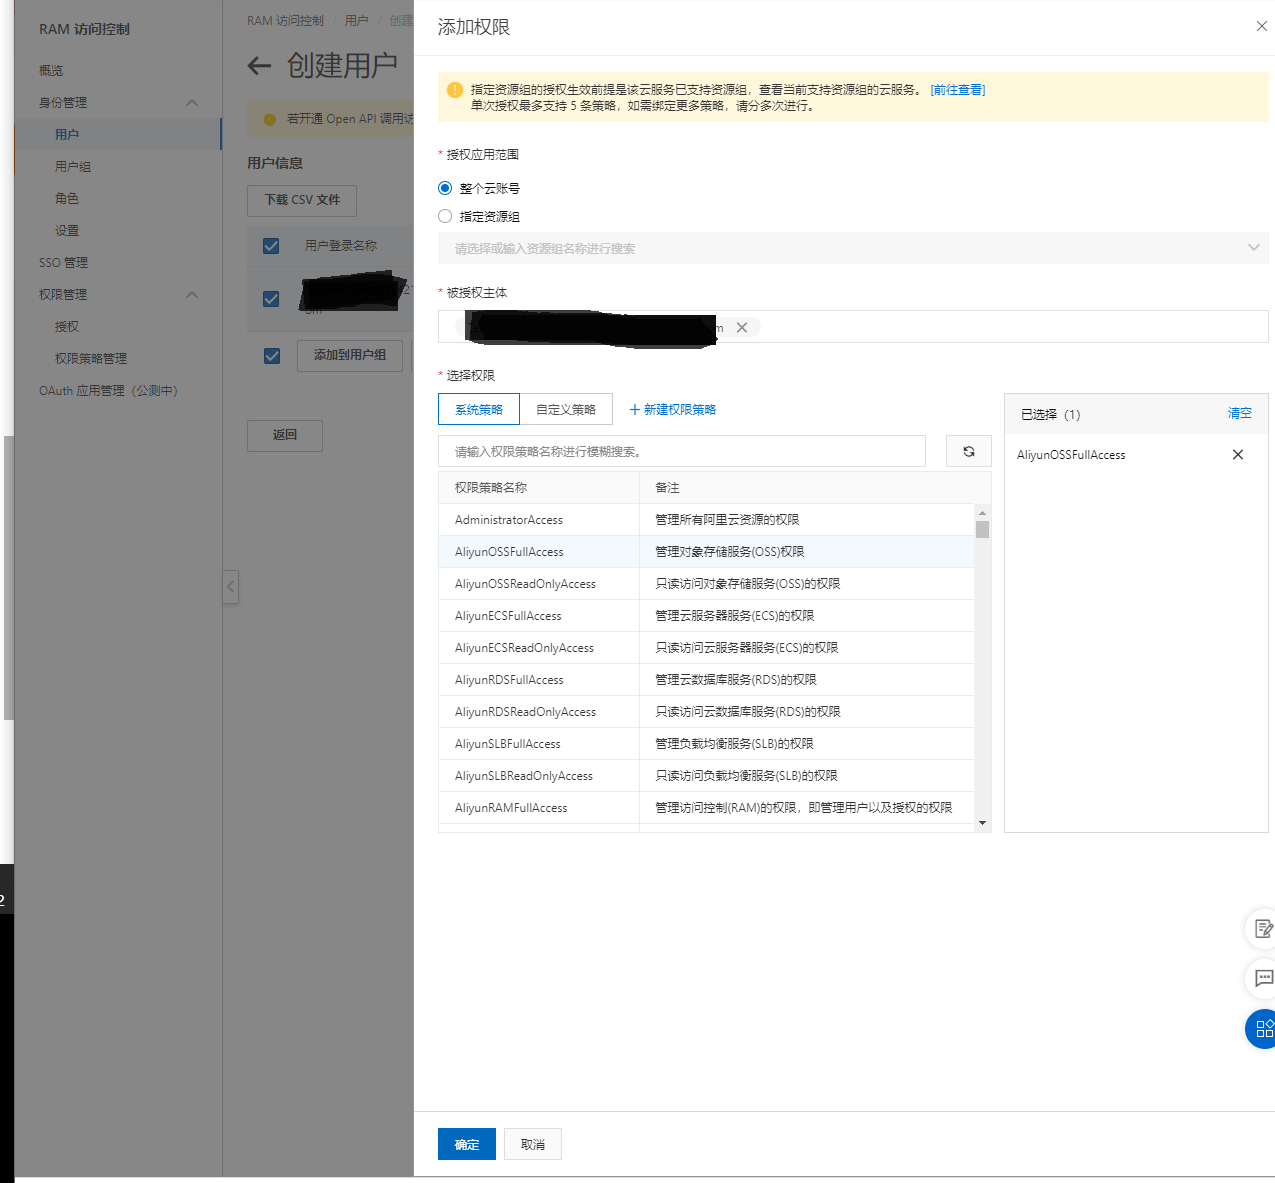 RAM 访问控制
概览
身份管理
用户
用户组
角色
设置
SSO 管理
权限管理
授权
权限策略管理
OAuth 应用管理（公测中）
RAM 访问控制 / 用户 / 创建
创建用户
若开通 Open API 调用访
用户信息
下载 CSV 文件
用户登录名称
添加到用户组
返回
添加权限
指定资源组的授权生效前提是该云服务已支持资源组，查看当前支持资源组的云服务。 [前往查看]
单次授权最多支持 5 条策略，如需绑定更多策略，请分多次进行。
* 授权应用范围
整个云账号
指定资源组
请选择或输入资源组名称进行搜索
* 被授权主体
m
* 选择权限
系统策略 自定义策略 + 新建权限策略
请输入权限策略名称进行模糊搜索。
权限策略名称 备注
AdministratorAccess 管理所有阿里云资源的权限
AliyunOSSFullAccess 管理对象存储服务(OSS)权限
AliyunOSSReadOnlyAccess 只读访问对象存储服务(OSS)的权限
AliyunECSFullAccess 管理云服务器服务(ECS)的权限
AliyunECSReadOnlyAccess 只读访问云服务器服务(ECS)的权限
AliyunRDSFullAccess 管理云数据库服务(RDS)的权限
AliyunRDSReadOnlyAccess 只读访问云数据库服务(RDS)的权限
AliyunSLBFullAccess 管理负载均衡服务(SLB)的权限
AliyunSLBReadOnlyAccess 只读访问负载均衡服务(SLB)的权限
AliyunRAMFullAccess 管理访问控制(RAM)的权限，即管理用户以及授权的权限
已选择（1） 清空
AliyunOSSFullAccess
确定 取消
2